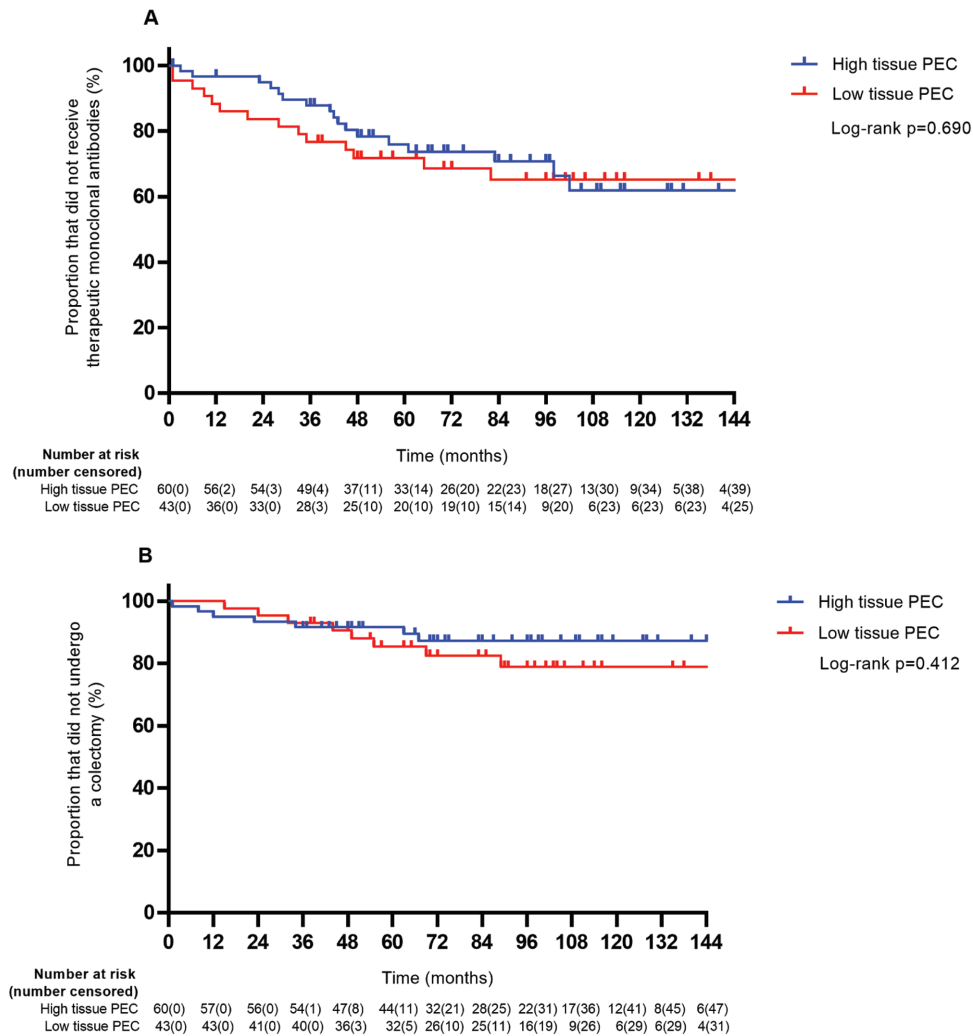 A
Proportion that did not receive
therapeutic monoclonal antibodies (%)
100
80
60
40
20
0
0 12 24 36 48 60 72 84 96 108 120 132 144
Time (months)
High tissue PEC
Low tissue PEC
Log-rank p=0.690
Number at risk
(number censored)
High tissue PEC 60(0) 56(2) 54(3) 49(4) 37(11) 33(14) 26(20) 22(23) 18(27) 13(30) 9(34) 5(38) 4(39)
Low tissue PEC 43(0) 36(0) 33(0) 28(3) 25(10) 20(10) 19(10) 15(14) 9(20) 6(23) 6(23) 6(23) 4(25)
B
Proportion that did not undergo
a colectomy (%)
100
80
60
40
20
0
0 12 24 36 48 60 72 84 96 108 120 132 144
Time (months)
High tissue PEC
Low tissue PEC
Log-rank p=0.412
Number at risk
(number censored)
High tissue PEC 60(0) 57(0) 56(0) 54(1) 47(8) 44(11) 32(21) 28(25) 22(31) 17(36) 12(41) 8(45) 6(47)
Low tissue PEC 43(0) 43(0) 41(0) 40(0) 36(3) 32(5) 26(10) 25(11) 16(19) 9(26) 6(29) 6(29) 4(31)